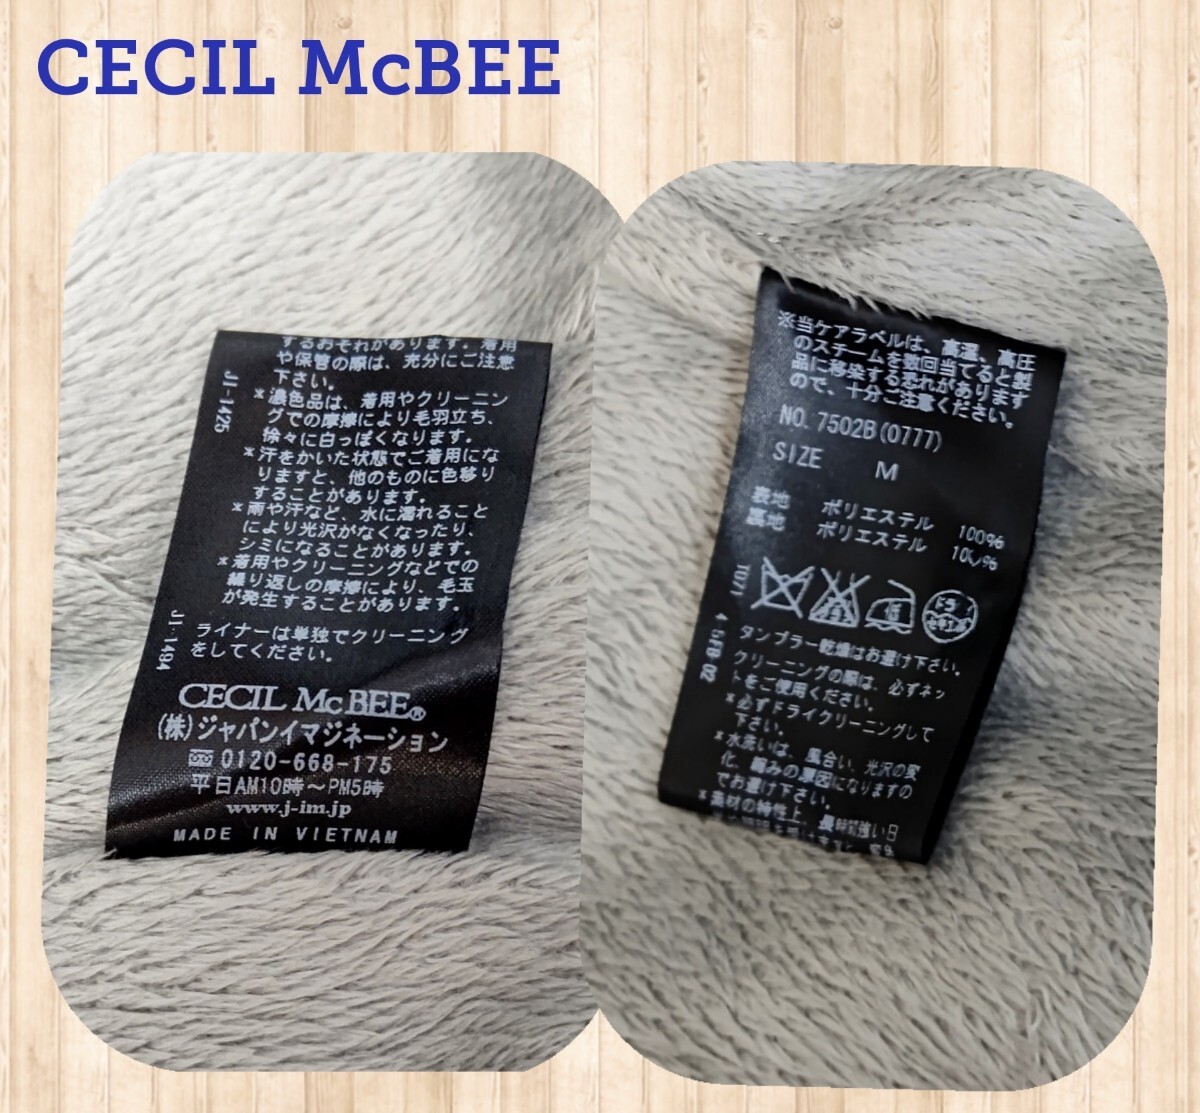 CECIL McBEE
するおそれがあります。着用
や保管の際は、充分にご注意
下さい。
*濃色品は、着用やクリーニン
グでの摩擦により毛羽立ち、
徐々に白っぽくなります。
*汗をかいた状態でご着用にな
りますと、他のものに色移り
することがあります。
*雨や汗など、水に濡れること
により光沢がなくなったり、
シミになることがあります。
*着用やクリーニングなどでの
繰り返しの摩擦により、毛玉
が発生することがあります。
JI-1425
ライナーは単独でクリーニング
をしてください。
JI-1494
CECIL McBEE®
(株)ジャパンイマジネーション
0120-668-175
平日AM10時～PM5時
www.j-im.jp
MADE IN VIETNAM
※当ケアラベルは、高温、高圧
のスチームを数回当てると製
品に移染する恐れがあります
ので、十分ご注意ください。
NO. 7502B(0777)
SIZE M
表地 ポリエステル 100%
裏地 ポリエステル 100%
タンブラー乾燥はお避け下さい。
クリーニングの際は、必ずネッ
トをご使用ください。
*必ずドライクリーニングして
下さい。
*水洗いは、風合い、光沢の変
化、縮みの原因になりますの
でお避け下さい。
*素材の特性上、長時間強い日